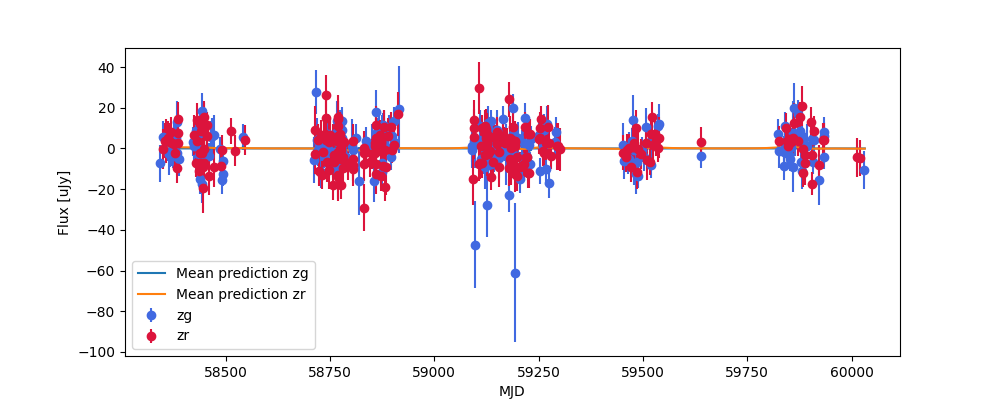 40
20
0
−20
−40
−60
−80
−100
Flux [uJy]
Mean prediction zg
Mean prediction zr
zg
zr
58500
58750
59000
59250
59500
59750
60000
MJD